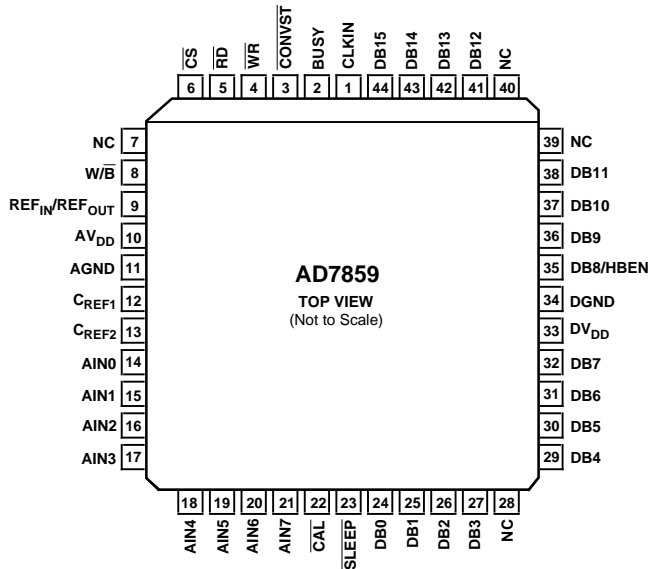 CS RD WR CONVST BUSY CLKIN DB15 DB14 DB13 DB12 NC
6 5 4 3 2 1 44 43 42 41 40
NC 7
W/B 8
REFIN/REFOUT 9
AVDD 10
AGND 11
CREF1 12
CREF2 13
AIN0 14
AIN1 15
AIN2 16
AIN3 17
AD7859
TOP VIEW
(Not to Scale)
39 NC
38 DB11
37 DB10
36 DB9
35 DB8/HBEN
34 DGND
33 DVDD
32 DB7
31 DB6
30 DB5
29 DB4
18 19 20 21 22 23 24 25 26 27 28
AIN4 AIN5 AIN6 AIN7 CAL SLEEP DB0 DB1 DB2 DB3 NC